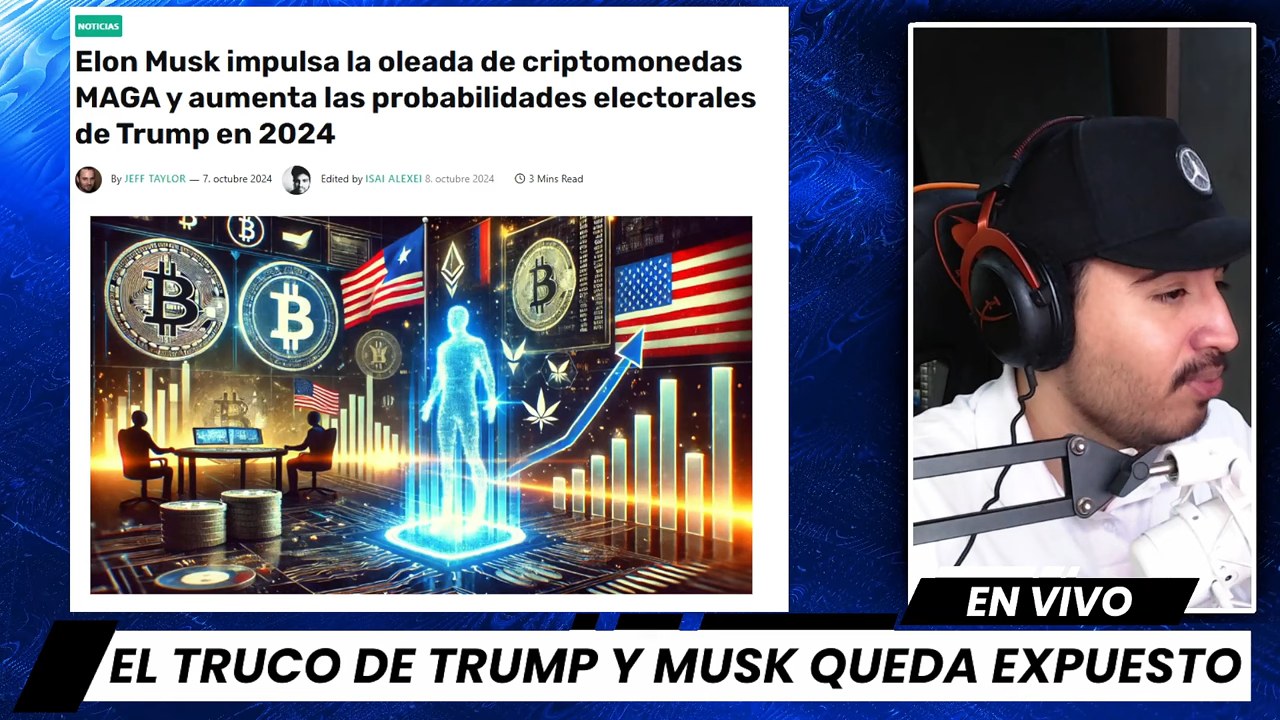 NOTICIAS
Elon Musk impulsa la oleada de criptomonedas
MAGA y aumenta las probabilidades electorales
de Trump en 2024
By JEFF TAYLOR — 7. octubre 2024 Edited by ISAI ALEXEI 8. octubre 2024 3 Mins Read
EN VIVO
EL TRUCO DE TRUMP Y MUSK QUEDA EXPUESTO